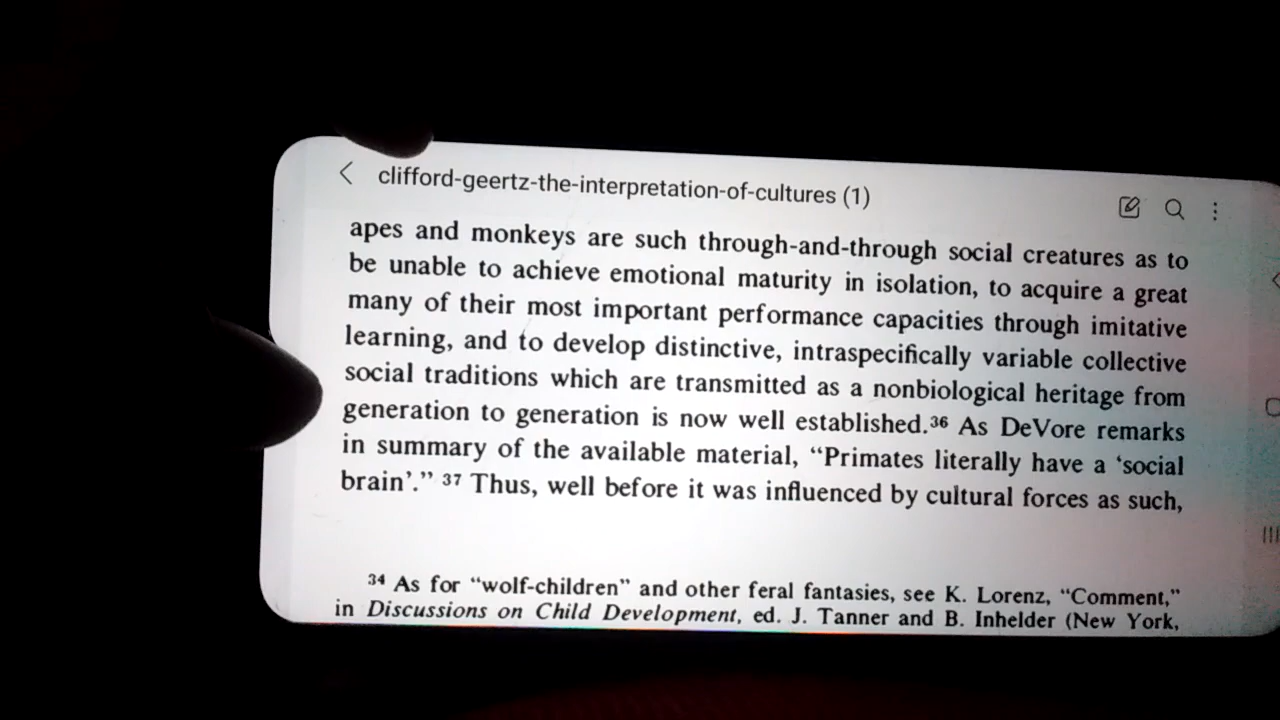 clifford-geertz-the-interpretation-of-cultures (1)
apes and monkeys are such through-and-through social creatures as to
be unable to achieve emotional maturity in isolation, to acquire a great
many of their most important performance capacities through imitative
learning, and to develop distinctive, intraspecifically variable collective
social traditions which are transmitted as a nonbiological heritage from
generation to generation is now well established.³⁶ As DeVore remarks
in summary of the available material, “Primates literally have a ‘social
brain’.” ³⁷ Thus, well before it was influenced by cultural forces as such,
³⁴ As for “wolf-children” and other feral fantasies, see K. Lorenz, “Comment,”
in Discussions on Child Development, ed. J. Tanner and B. Inhelder (New York,